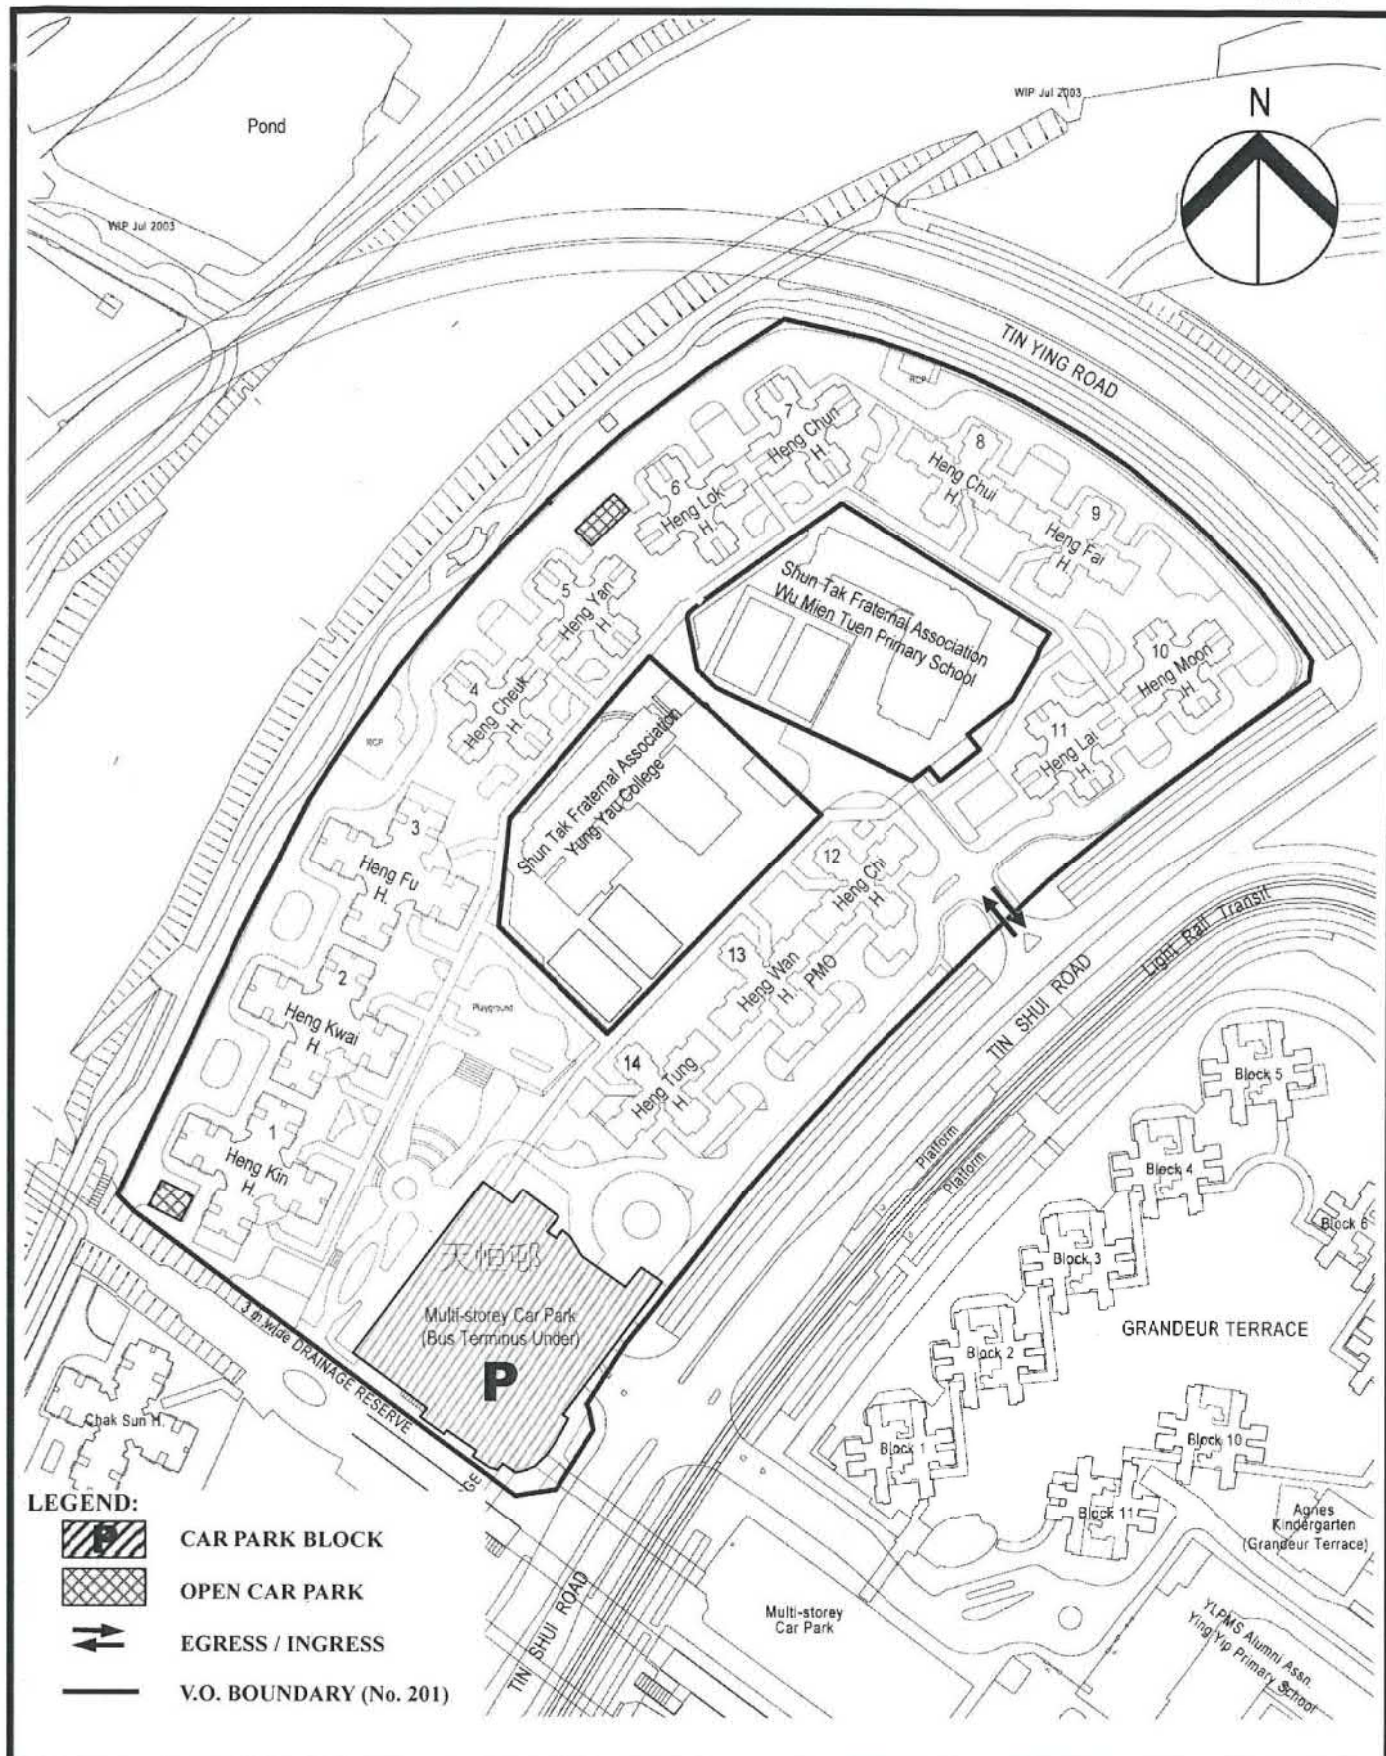 WIP Jul 2003
N
Pond
WIP Jul 2003
TIN YING ROAD
RCP
7
Heng Chun
H.
8
Heng Chui
H.
6
Heng Lok
H.
9
Heng Fai
H.
5
Heng Yan
H.
Shun Tak Fraternal Association
Wu Mien Tuen Primary School
10
Heng Moon
H.
4
Heng Cheuk
H.
11
Heng Lai
H.
RCP
Shun Tak Fraternal Association
Yung Yau College
3
Heng Fu
H.
12
Heng Chi
H
Light Rail Transit
13
Heng Wan
H.
PMO
2
Heng Kwai
H.
Playground
TIN SHUI ROAD
14
Heng Tung
H.
Block 5
1
Heng Kin
H.
Platform
Platform
Block 4
Block 6
天恒邨
Block 3
3 m wide DRAINAGE RESERVE
Multi-storey Car Park
(Bus Terminus Under)
P
GRANDEUR TERRACE
Block 2
Chak Sun H.
Block 1
Block 10
GE
Block 11
Agnes
Kindergarten
(Grandeur Terrace)
LEGEND:
P
CAR PARK BLOCK
OPEN CAR PARK
EGRESS / INGRESS
V.O. BOUNDARY (No. 201)
TIN SHUI ROAD
Multi-storey
Car Park
YLPMS Alumni Assn.
Ying Yip Primary School